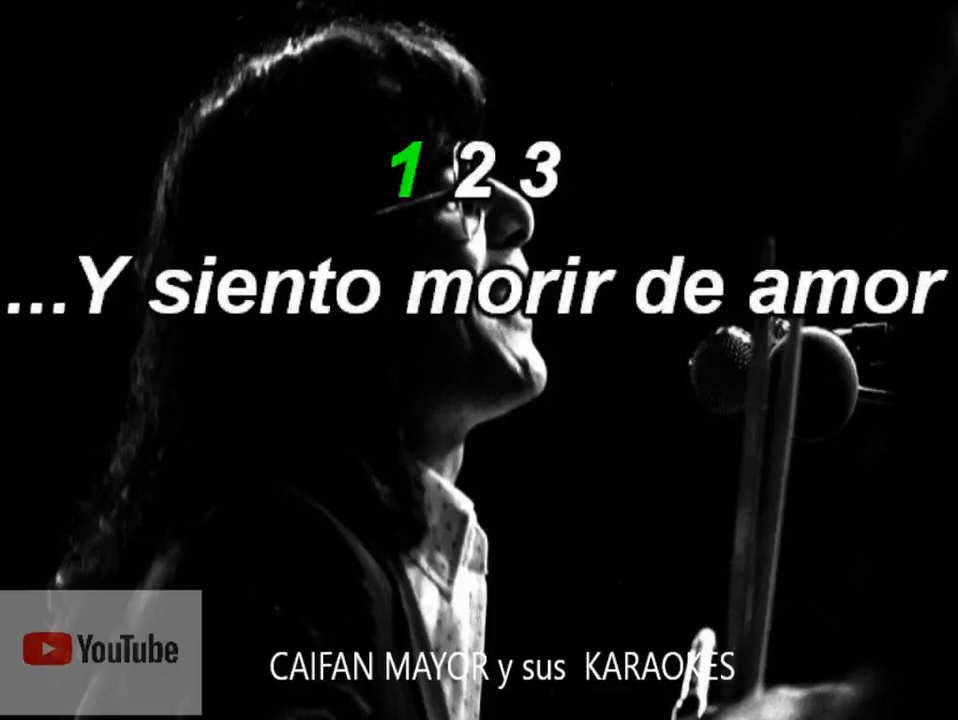 1 2 3
...Y siento morir de amor
YouTube
CAIFAN MAYOR y sus KARAOKES